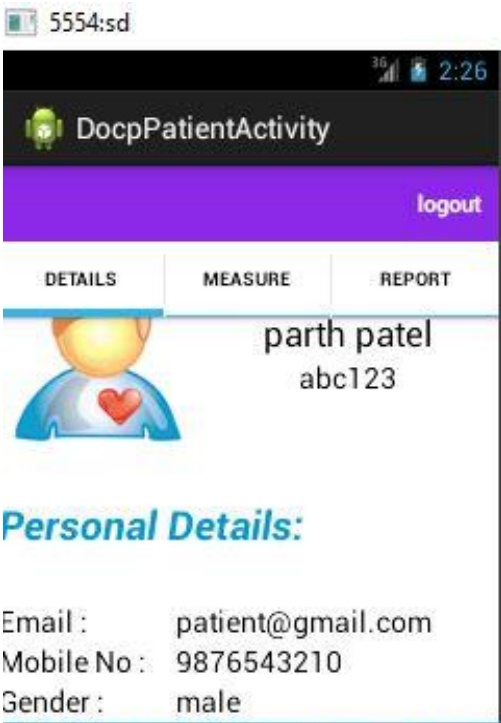 5554:sd
3G 2:26
DocpPatientActivity
logout
DETAILS MEASURE REPORT
parth patel
abc123
Personal Details:
Email : patient@gmail.com
Mobile No : 9876543210
Gender : male